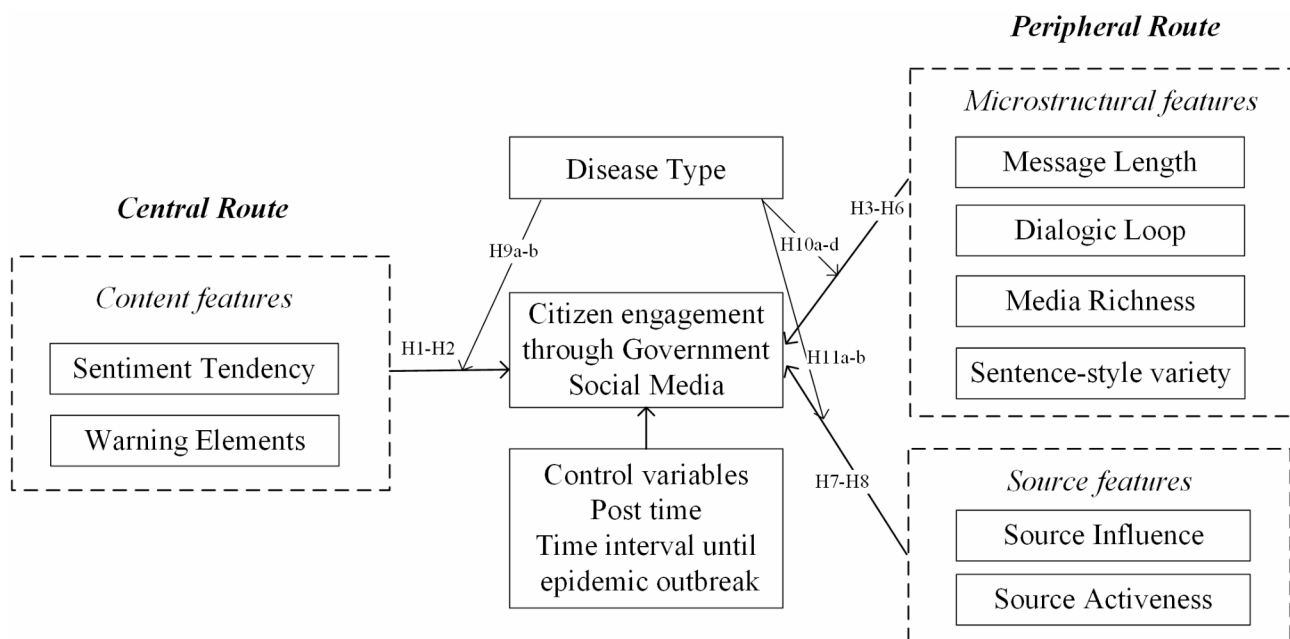 Peripheral Route
Microstructural features
Message Length
Dialogic Loop
Media Richness
Sentence-style variety
Disease Type
Central Route
Content features
Sentiment Tendency
Warning Elements
H9a-b
H10a-d
H3-H6
H1-H2
Citizen engagement
through Government
Social Media
H11a-b
H7-H8
Control variables
Post time
Time interval until
epidemic outbreak
Source features
Source Influence
Source Activeness